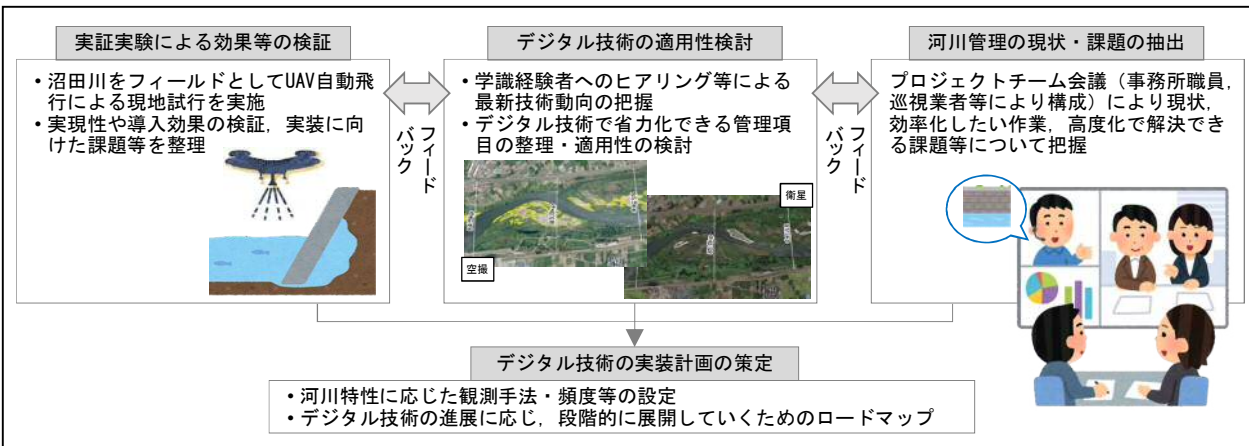 実証実験による効果等の検証
・沼田川をフィールドとしてUAV自動飛
行による現地試行を実施
・実現性や導入効果の検証，実装に向
けた課題等を整理
フィード
バック
デジタル技術の適用性検討
・学識経験者へのヒアリング等による
最新技術動向の把握
・デジタル技術で省力化できる管理項
目の整理・適用性の検討
空撮
衛星
フィード
バック
河川管理の現状・課題の抽出
プロジェクトチーム会議（事務所職員，
巡視業者等により構成）により現状，
効率化したい作業，高度化で解決でき
る課題等について把握
デジタル技術の実装計画の策定
・河川特性に応じた観測手法・頻度等の設定
・デジタル技術の進展に応じ，段階的に展開していくためのロードマップ